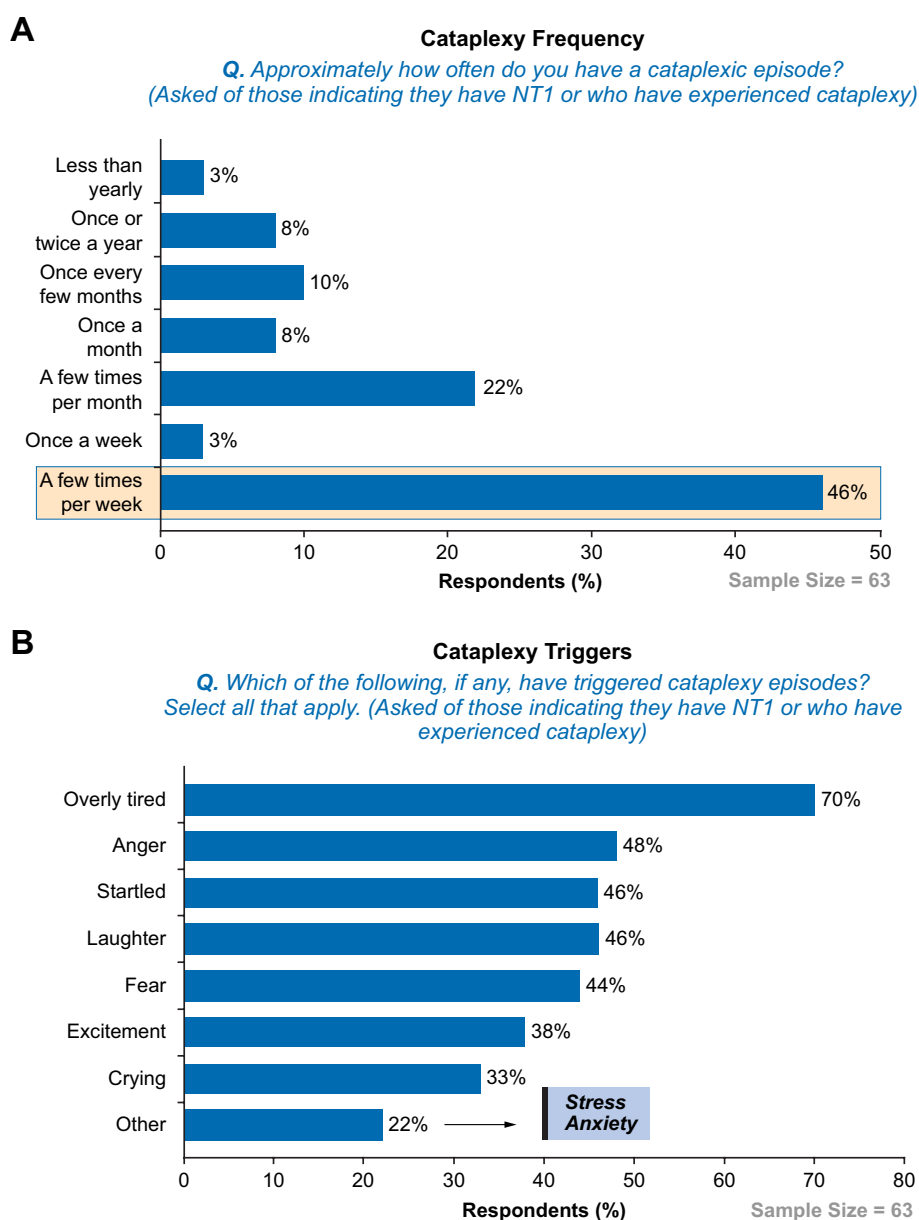 A
Cataplexy Frequency
Q. Approximately how often do you have a cataplexic episode?
(Asked of those indicating they have NT1 or who have experienced cataplexy)
Less than
yearly
3%
Once or
twice a year
8%
Once every
few months
10%
Once a
month
8%
A few times
per month
22%
Once a week
3%
A few times
per week
46%
0 10 20 30 40 50
Respondents (%)
Sample Size = 63
B
Cataplexy Triggers
Q. Which of the following, if any, have triggered cataplexy episodes?
Select all that apply. (Asked of those indicating they have NT1 or who have
experienced cataplexy)
Overly tired
70%
Anger
48%
Startled
46%
Laughter
46%
Fear
44%
Excitement
38%
Crying
33%
Other
22%
Stress
Anxiety
0 10 20 30 40 50 60 70 80
Respondents (%)
Sample Size = 63